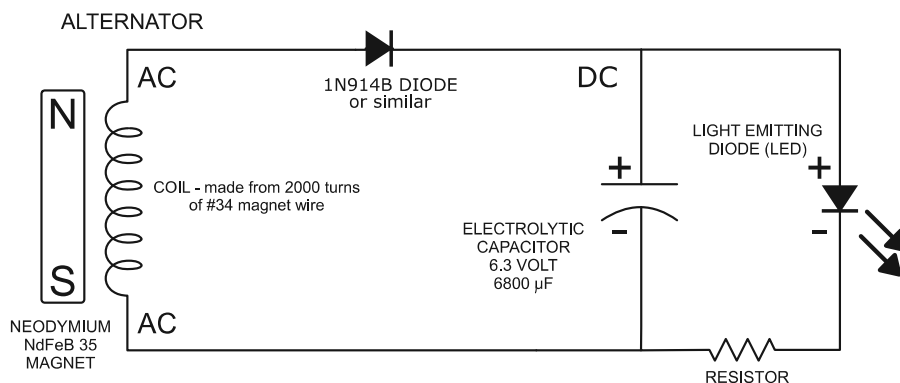 ALTERNATOR
AC
1N914B DIODE
or similar
DC
N
LIGHT EMITTING
DIODE (LED)
+
+
COIL - made from 2000 turns
of #34 magnet wire
ELECTROLYTIC
CAPACITOR
6.3 VOLT
6800 µF
-
-
S
AC
NEODYMIUM
NdFeB 35
MAGNET
RESISTOR